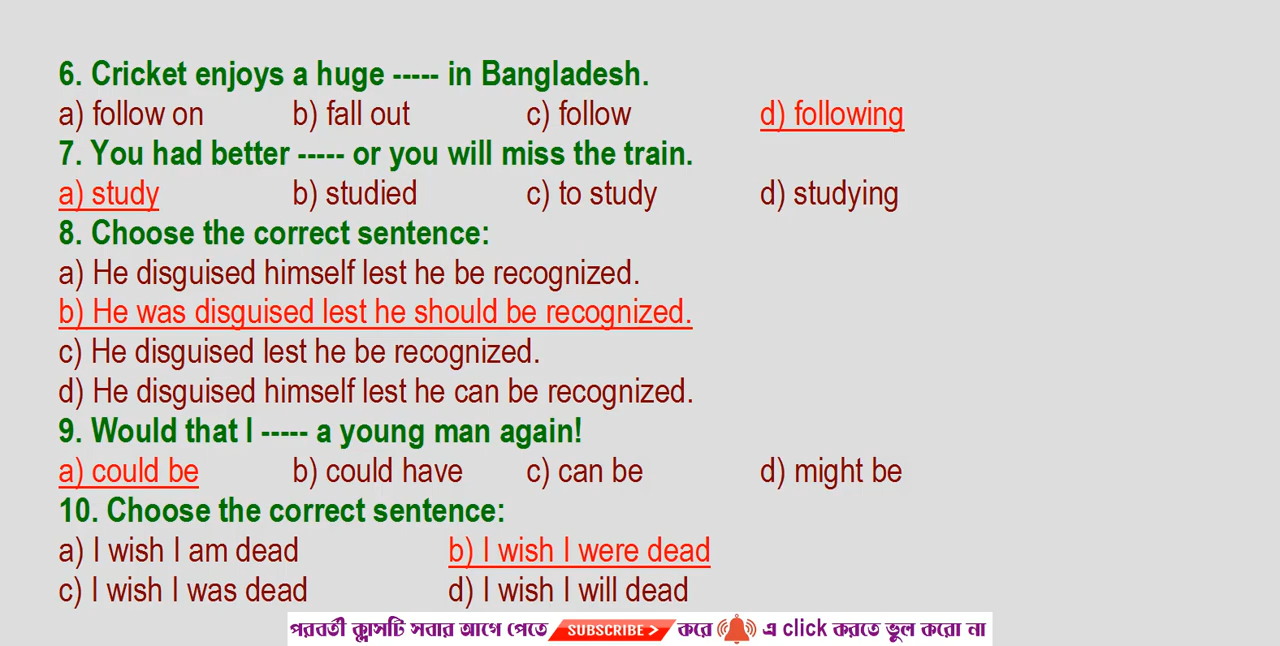 6. Cricket enjoys a huge ----- in Bangladesh.
a) follow on b) fall out c) follow d) following
7. You had better ----- or you will miss the train.
a) study b) studied c) to study d) studying
8. Choose the correct sentence:
a) He disguised himself lest he be recognized.
b) He was disguised lest he should be recognized.
c) He disguised lest he be recognized.
d) He disguised himself lest he can be recognized.
9. Would that I ----- a young man again!
a) could be b) could have c) can be d) might be
10. Choose the correct sentence:
a) I wish I am dead b) I wish I were dead
c) I wish I was dead d) I wish I will dead
পরবর্তী ক্লাসটি সবার আগে পেতে SUBSCRIBE > করে এ click করতে ভুল করো না